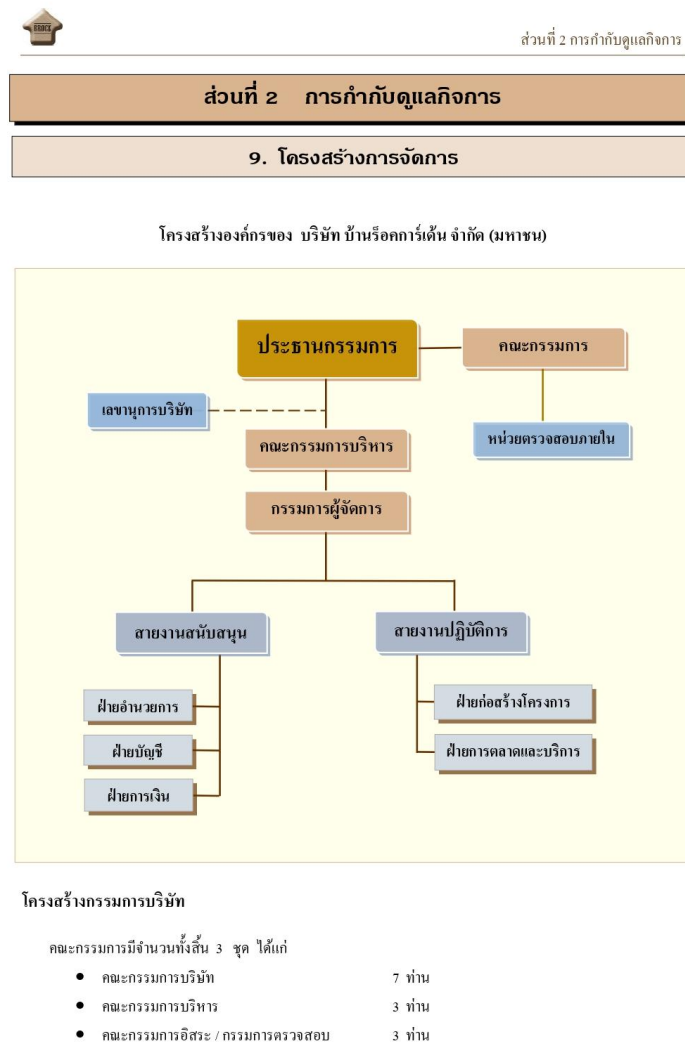 ส่วนที่ 2 การกำกับดูแลกิจการ
ส่วนที่ 2 การกำกับดูแลกิจการ
9. โครงสร้างการจัดการ
โครงสร้างองค์กรของ บริษัท บ้านร็อคการ์เด้น จำกัด (มหาชน)
ประธานกรรมการ
คณะกรรมการ
เลขานุการบริษัท
หน่วยตรวจสอบภายใน
คณะกรรมการบริหาร
กรรมการผู้จัดการ
สายงานสนับสนุน
สายงานปฏิบัติการ
ฝ่ายอำนวยการ
ฝ่ายบัญชี
ฝ่ายการเงิน
ฝ่ายก่อสร้างโครงการ
ฝ่ายการตลาดและบริการ
โครงสร้างกรรมการบริษัท
คณะกรรมการมีจำนวนทั้งสิ้น 3 ชุด ได้แก่
● คณะกรรมการบริษัท 7 ท่าน
● คณะกรรมการบริหาร 3 ท่าน
● คณะกรรมการอิสระ / กรรมการตรวจสอบ 3 ท่าน